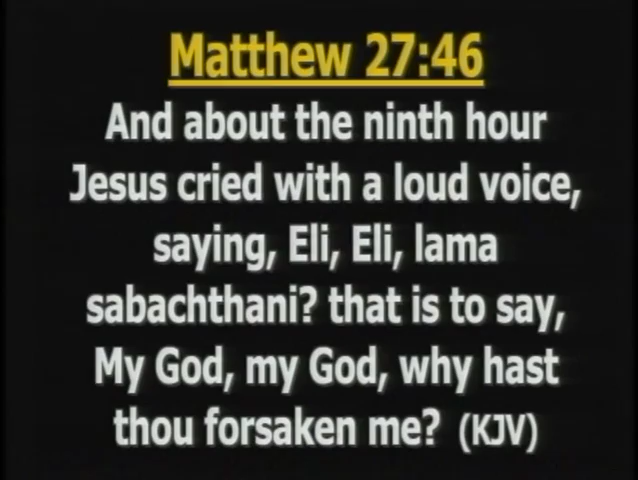 Matthew 27:46
And about the ninth hour
Jesus cried with a loud voice,
saying, Eli, Eli, lama
sabachthani? that is to say,
My God, my God, why hast
thou forsaken me? (KJV)